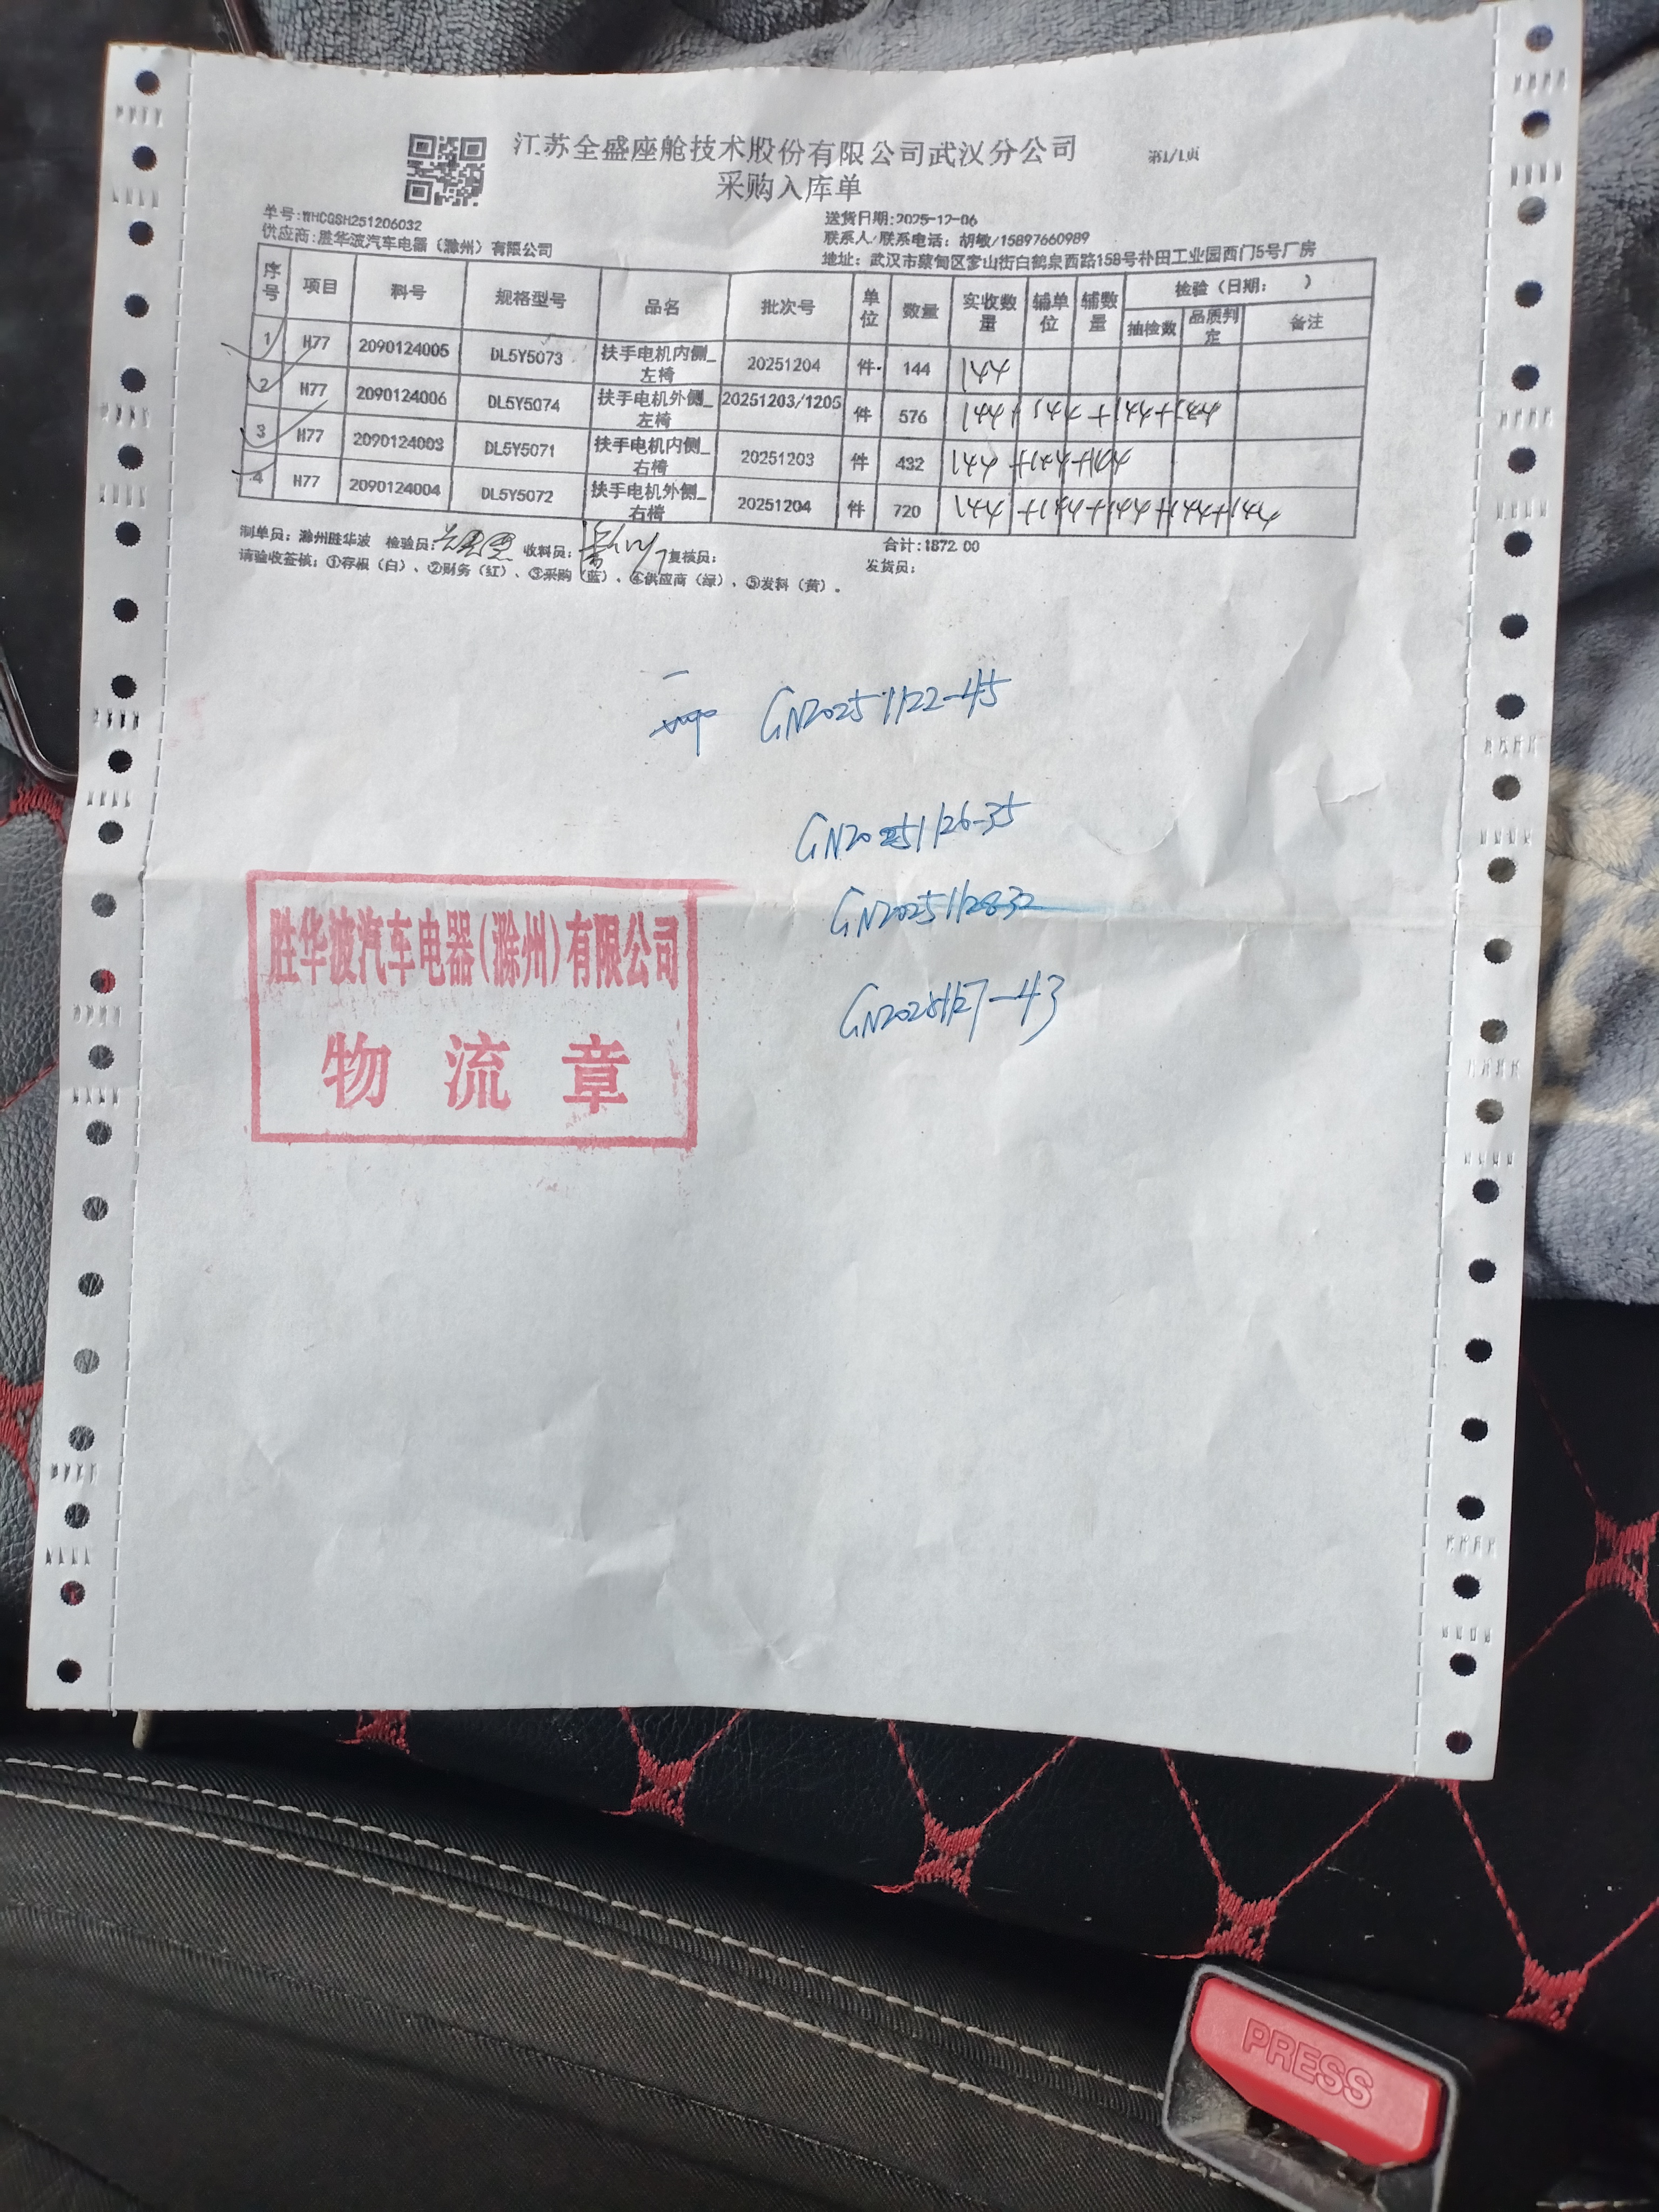 江苏全盛座舱技术股份有限公司武汉分公司 第1/1页
采购入库单
单号:WHCGSH251206032 送货日期:2025-12-06
供应商:胜华波汽车电器（滁州）有限公司 联系人/联系电话: 胡敏/15897660989
地址: 武汉市蔡甸区奓山街白鹤泉西路158号朴田工业园西门5号厂房
序号 项目 料号 规格型号 品名 批次号 单位 数量 实收数量 辅单位 辅数量 检验（日期: ） 抽检数 品质判定 备注
1 H77 2090124005 DL5Y5073 扶手电机内侧_左椅 20251204 件 144 144
2 H77 2090124006 DL5Y5074 扶手电机外侧_左椅 20251203/1205 件 576 144+144+144+144
3 H77 2090124003 DL5Y5071 扶手电机内侧_右椅 20251203 件 432 144+144+144
4 H77 2090124004 DL5Y5072 扶手电机外侧_右椅 20251204 件 720 144+144+144+144+144
制单员: 滁州胜华波 检验员: 收料员: 复核员: 合计:1872.00
请验收签核: ①存根（白）、②财务（红）、③采购（蓝）、④供应商（绿）、⑤发料（黄）。 发货员:
GN20251122-45
GN20251126-35
GN2025112832
GN20251127-43
胜华波汽车电器(滁州)有限公司
物流章
PRESS